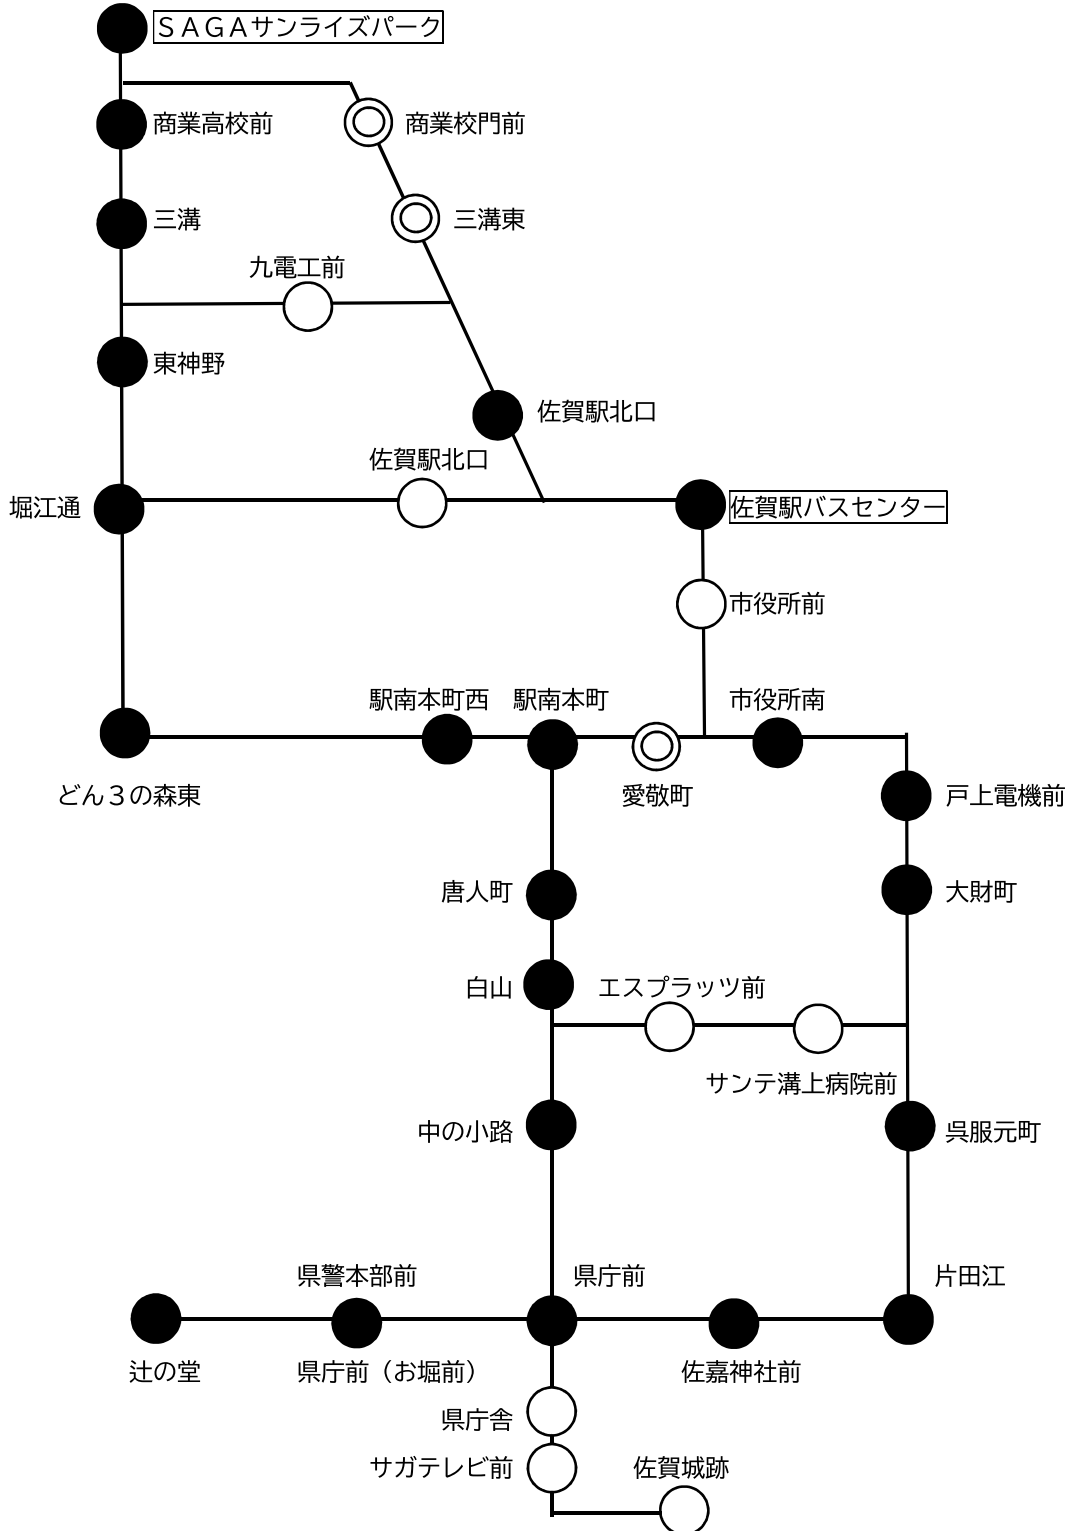 ＳＡＧＡサンライズパーク
商業高校前
商業校門前
三溝
三溝東
九電工前
東神野
佐賀駅北口
佐賀駅北口
堀江通
佐賀駅バスセンター
市役所前
駅南本町西
駅南本町
市役所南
どん３の森東
愛敬町
戸上電機前
唐人町
大財町
白山
エスプラッツ前
サンテ溝上病院前
中の小路
呉服元町
県警本部前
県庁前
片田江
辻の堂
県庁前（お堀前）
佐嘉神社前
県庁舎
サガテレビ前
佐賀城跡